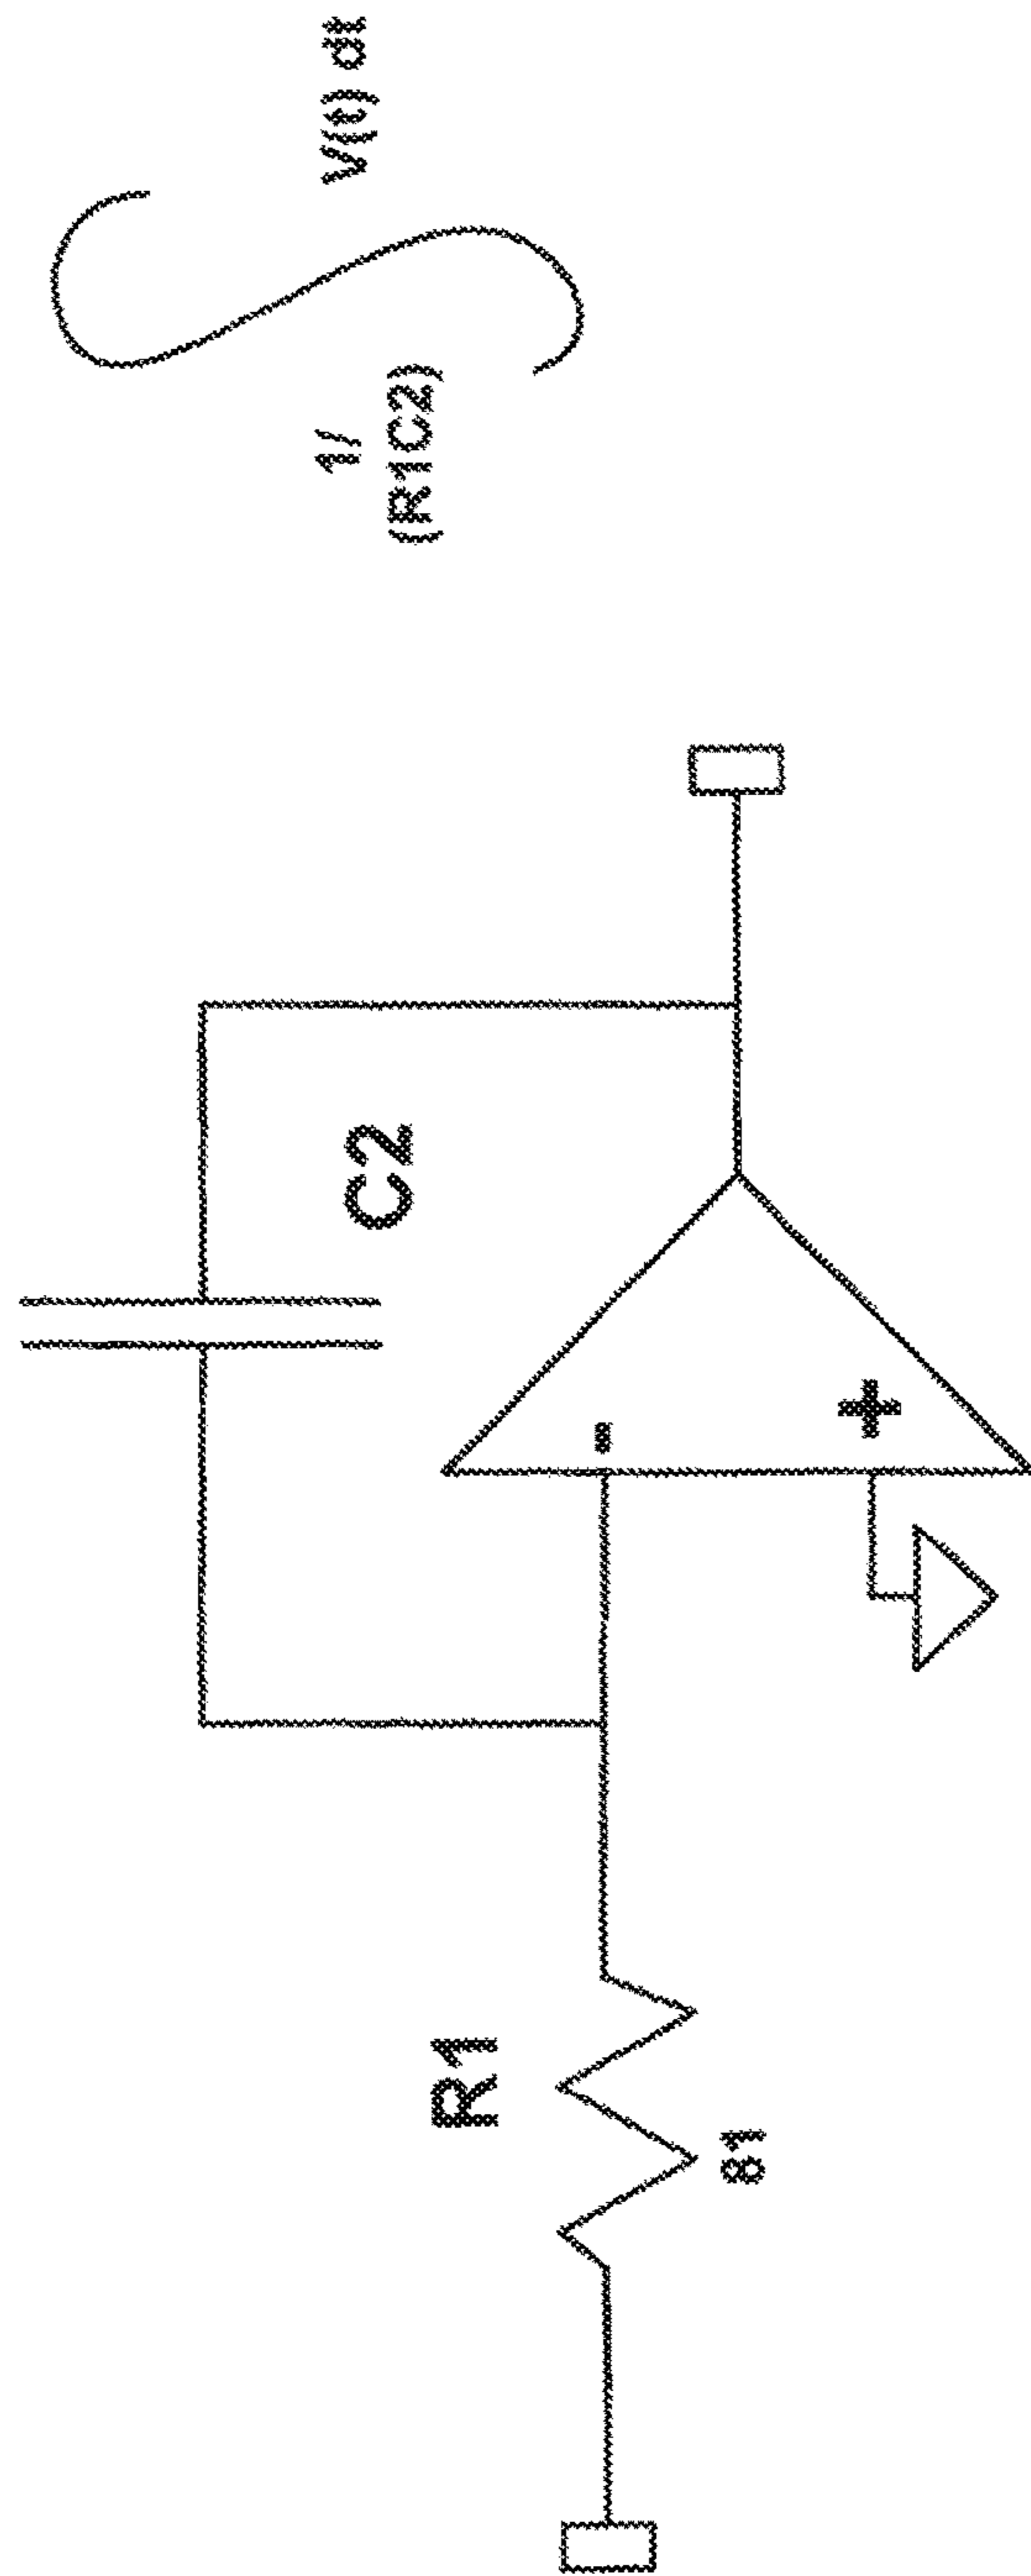 R1
81
C2
-
+
1/
(R1C2)
∫
V(t) dt